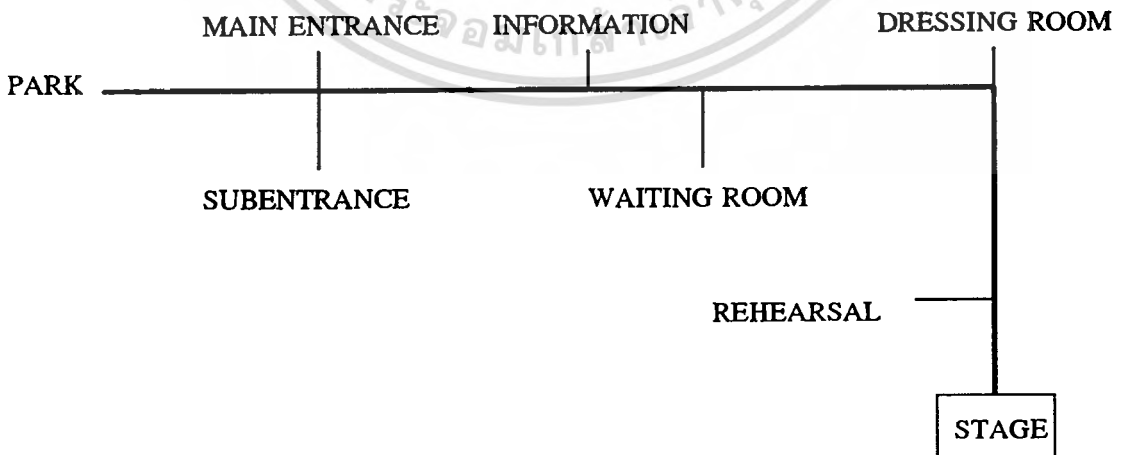 MAIN ENTRANCE INFORMATION DRESSING ROOM
PARK
SUBENTRANCE WAITING ROOM
REHEARSAL
STAGE